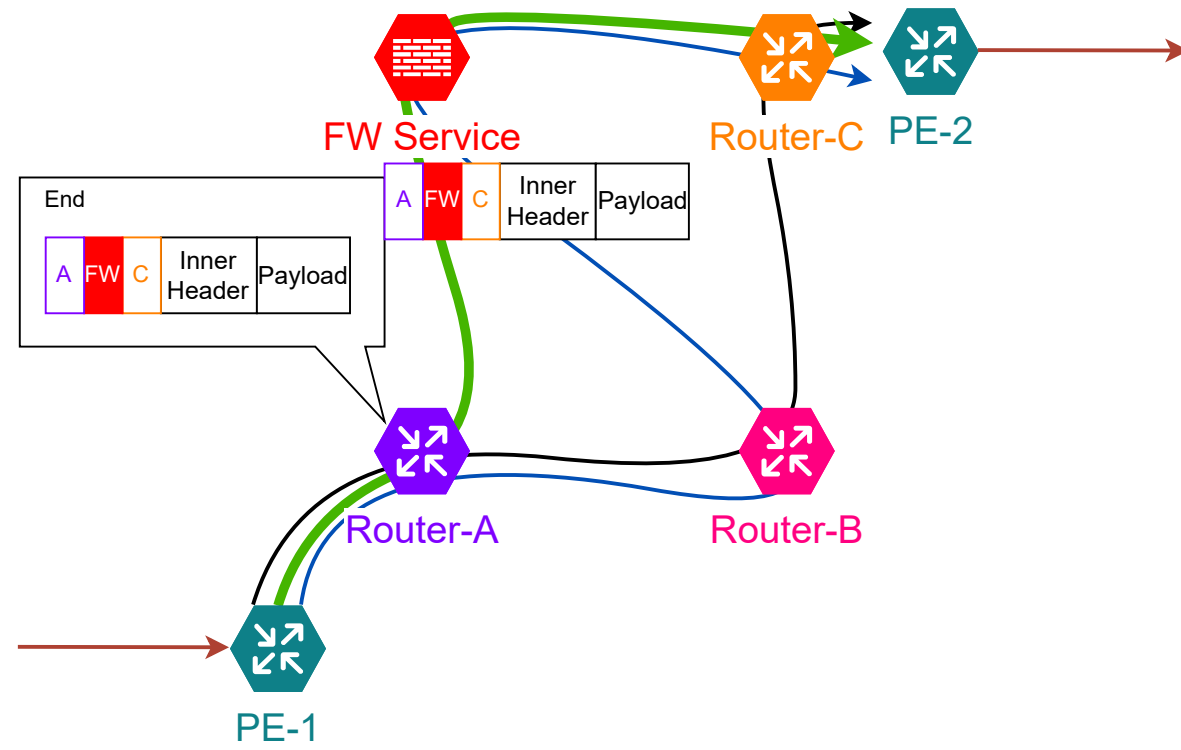 FW Service
Router-C
PE-2
A
FW
C
Inner
Header
Payload
End
A
FW
C
Inner
Header
Payload
Router-A
Router-B
PE-1